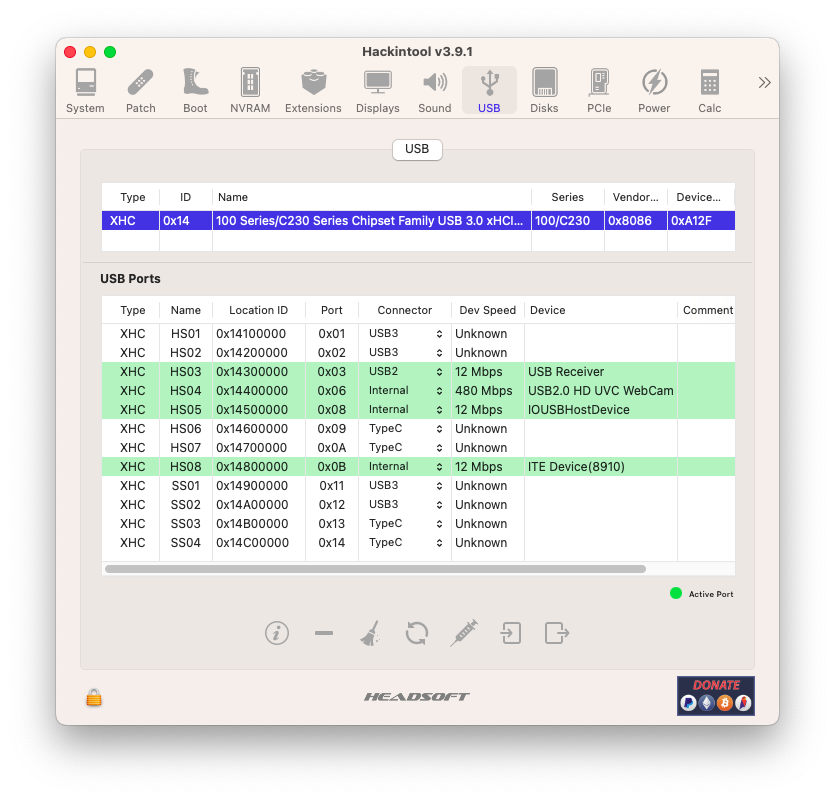 Hackintool v3.9.1
System Patch Boot NVRAM Extensions Displays Sound USB Disks PCIe Power Calc
USB
Type ID Name Series Vendor... Device...
XHC 0x14 100 Series/C230 Series Chipset Family USB 3.0 xHCI... 100/C230 0x8086 0xA12F
USB Ports
Type Name Location ID Port Connector Dev Speed Device Comment
XHC HS01 0x14100000 0x01 USB3 Unknown
XHC HS02 0x14200000 0x02 USB3 Unknown
XHC HS03 0x14300000 0x03 USB2 12 Mbps USB Receiver
XHC HS04 0x14400000 0x06 Internal 480 Mbps USB2.0 HD UVC WebCam
XHC HS05 0x14500000 0x08 Internal 12 Mbps IOUSBHostDevice
XHC HS06 0x14600000 0x09 TypeC Unknown
XHC HS07 0x14700000 0x0A TypeC Unknown
XHC HS08 0x14800000 0x0B Internal 12 Mbps ITE Device(8910)
XHC SS01 0x14900000 0x11 USB3 Unknown
XHC SS02 0x14A00000 0x12 USB3 Unknown
XHC SS03 0x14B00000 0x13 TypeC Unknown
XHC SS04 0x14C00000 0x14 TypeC Unknown
Active Port
HEADSOFT
DONATE